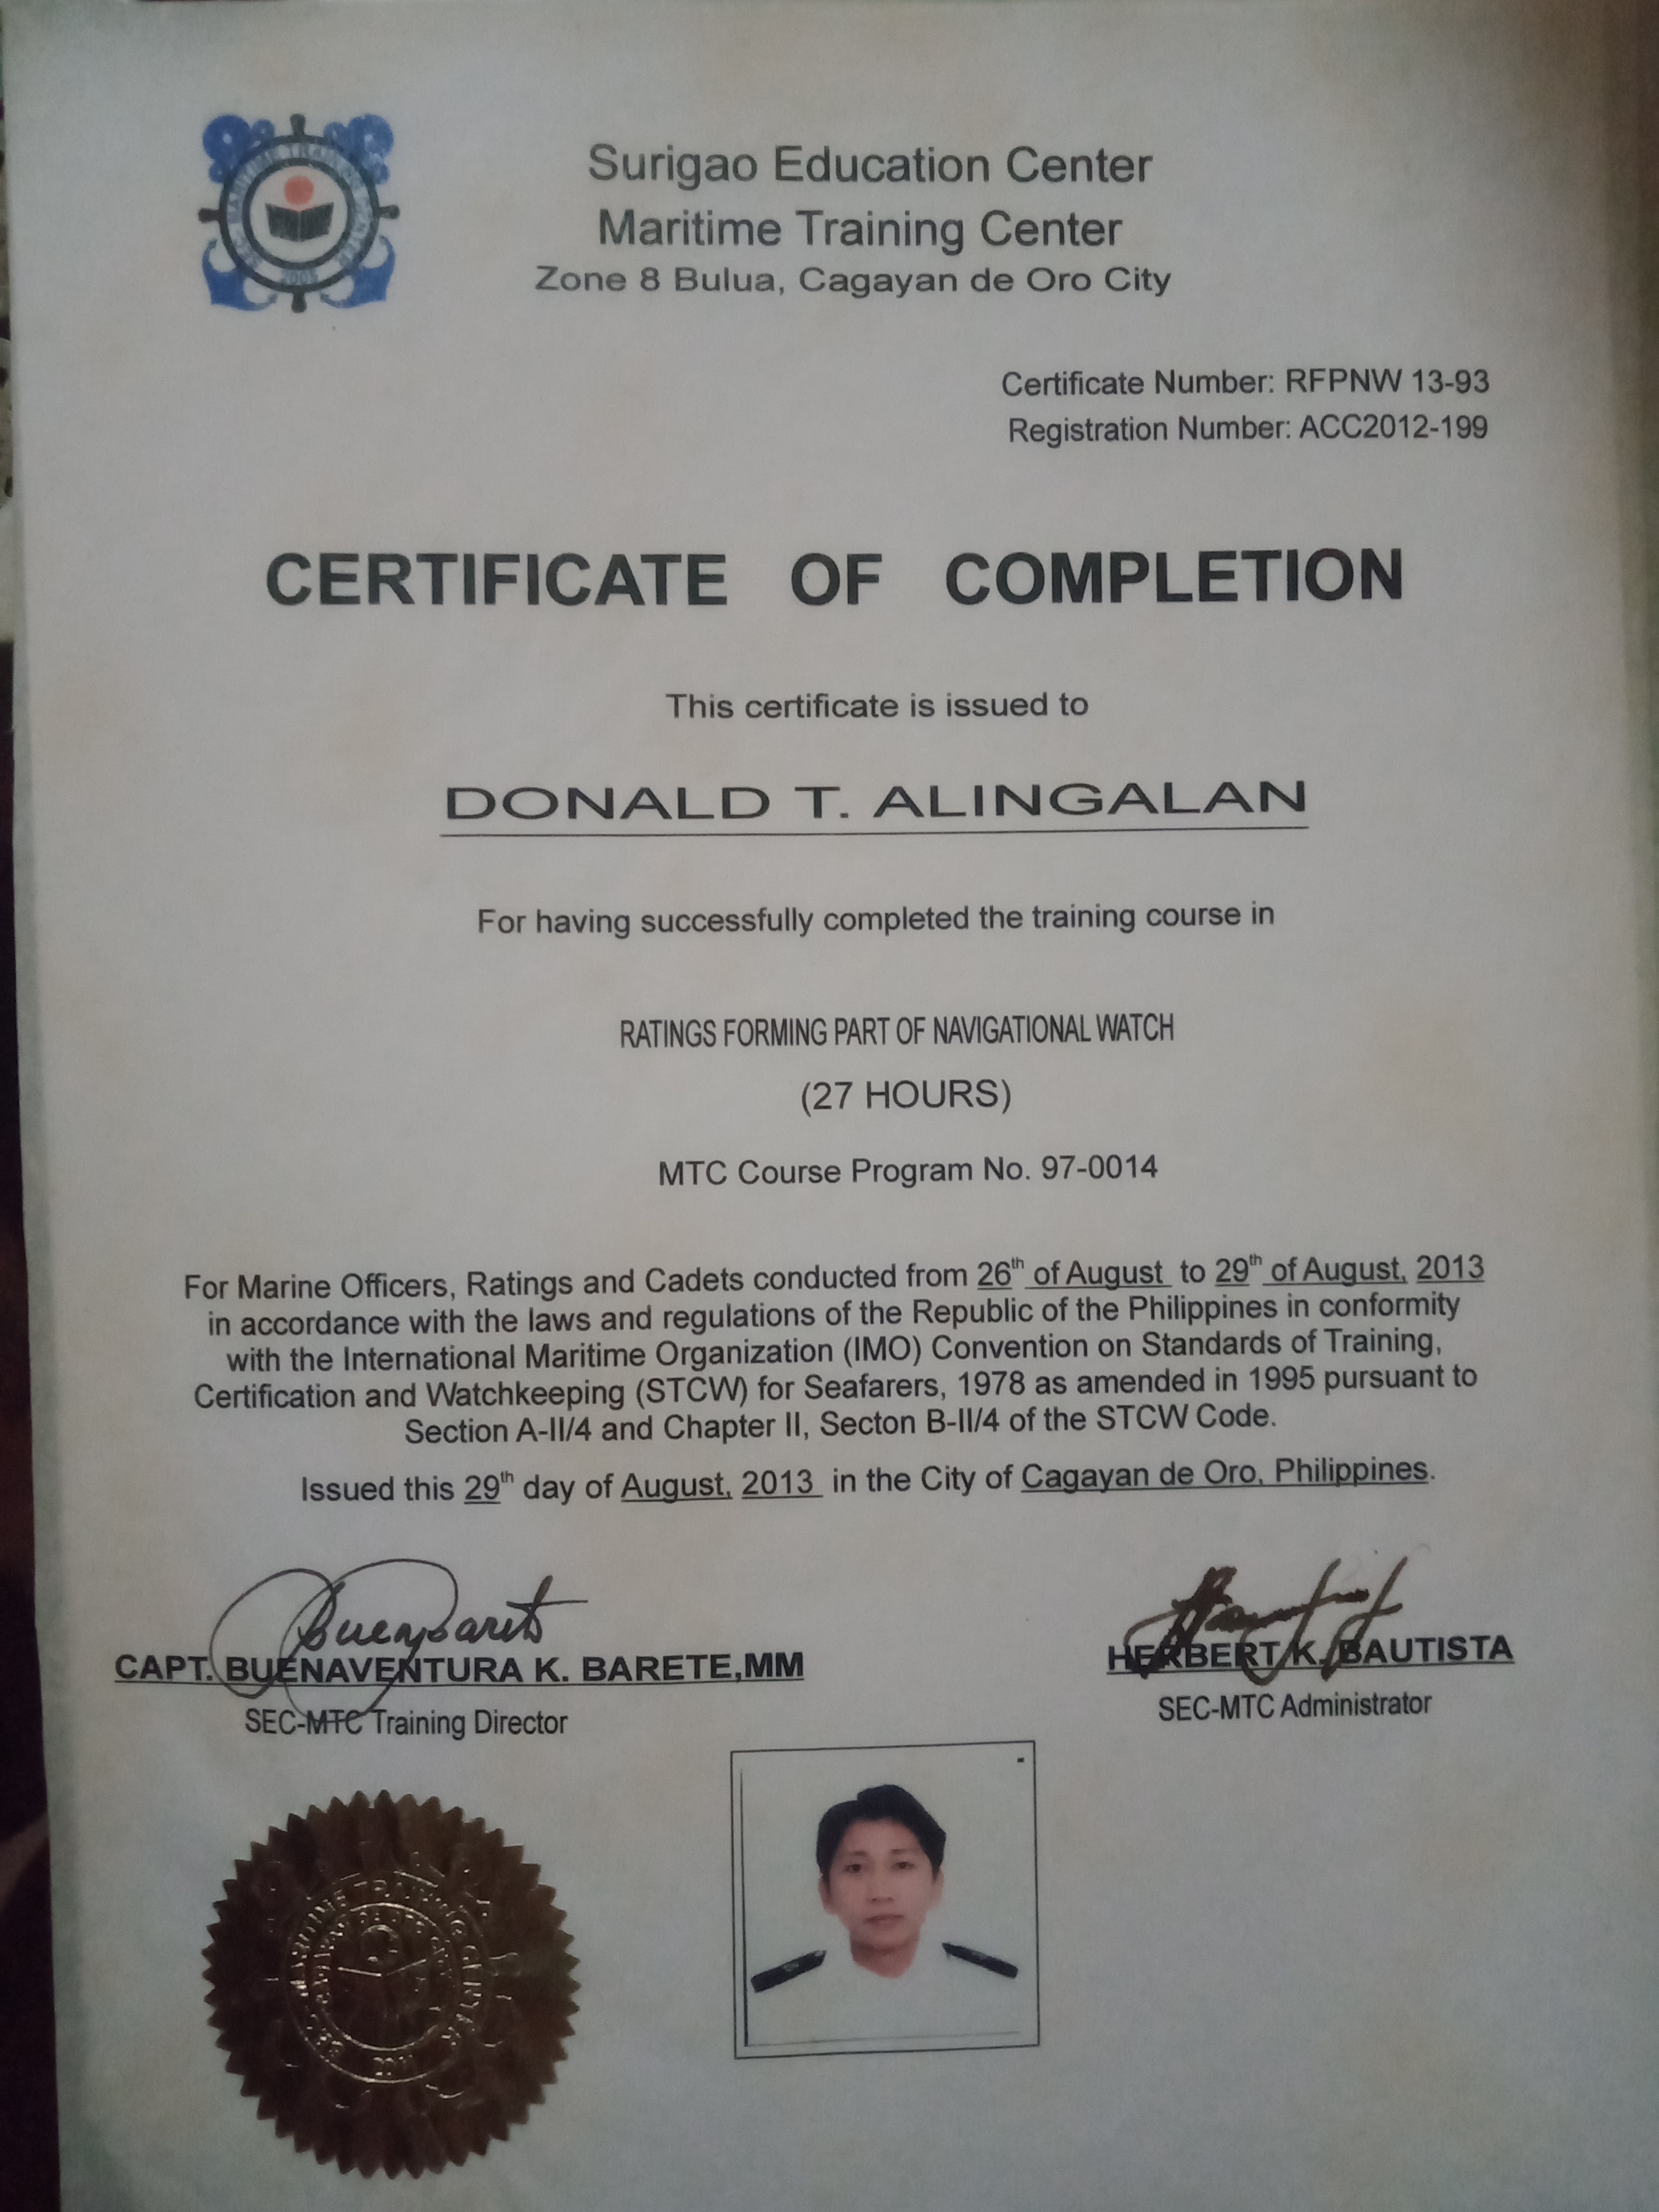 MARITIME TRAINING
2005
Surigao Education Center
Maritime Training Center
Zone 8 Bulua, Cagayan de Oro City
Certificate Number: RFPNW 13-93
Registration Number: ACC2012-199
CERTIFICATE OF COMPLETION
This certificate is issued to
DONALD T. ALINGALAN
For having successfully completed the training course in
RATINGS FORMING PART OF NAVIGATIONAL WATCH
(27 HOURS)
MTC Course Program No. 97-0014
For Marine Officers, Ratings and Cadets conducted from 26th of August to 29th of August, 2013
in accordance with the laws and regulations of the Republic of the Philippines in conformity
with the International Maritime Organization (IMO) Convention on Standards of Training,
Certification and Watchkeeping (STCW) for Seafarers, 1978 as amended in 1995 pursuant to
Section A-II/4 and Chapter II, Secton B-II/4 of the STCW Code.
Issued this 29th day of August, 2013 in the City of Cagayan de Oro, Philippines.
CAPT. BUENAVENTURA K. BARETE,MM
SEC-MTC Training Director
HERBERT K. BAUTISTA
SEC-MTC Administrator
MARITIME TRAINING CENTER